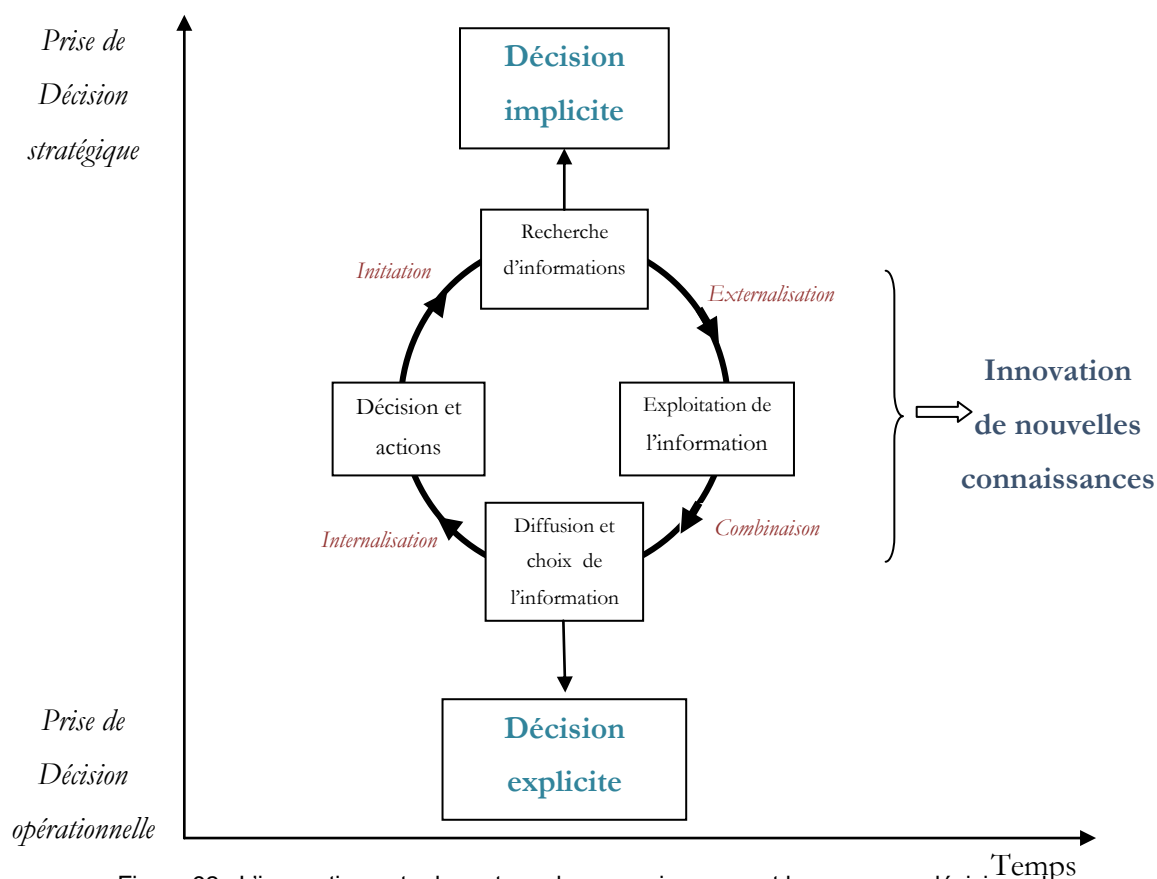 Prise de
Décision
stratégique
Décision
implicite
Recherche
d'informations
Initiation
Externalisation
Décision et
actions
Exploitation de
l'information
Innovation
de nouvelles
connaissances
Internalisation
Combinaison
Diffusion et
choix de
l'information
Prise de
Décision
opérationnelle
Décision
explicite
Temps